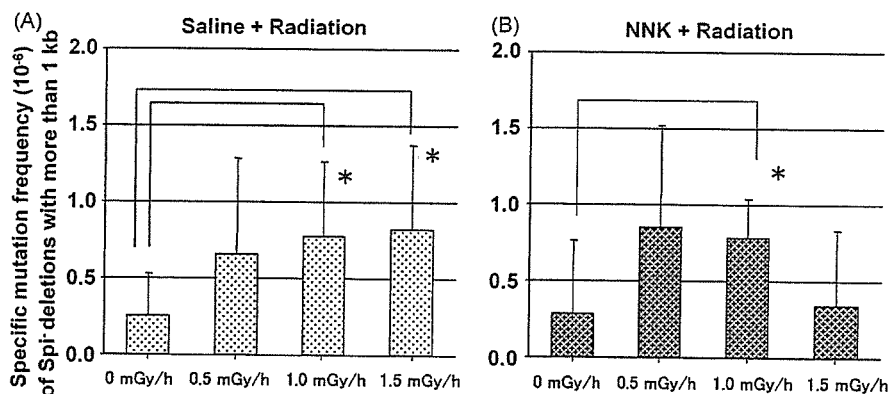 (A)
Saline + Radiation
Specific mutation frequency (10⁻⁶)
of Spi⁻ deletions with more than 1 kb
2.0
1.5
1.0
0.5
0.0
*
*
0 mGy/h 0.5 mGy/h 1.0 mGy/h 1.5 mGy/h
(B)
NNK + Radiation
2.0
1.5
1.0
0.5
0.0
*
0 mGy/h 0.5 mGy/h 1.0 mGy/h 1.5 mGy/h